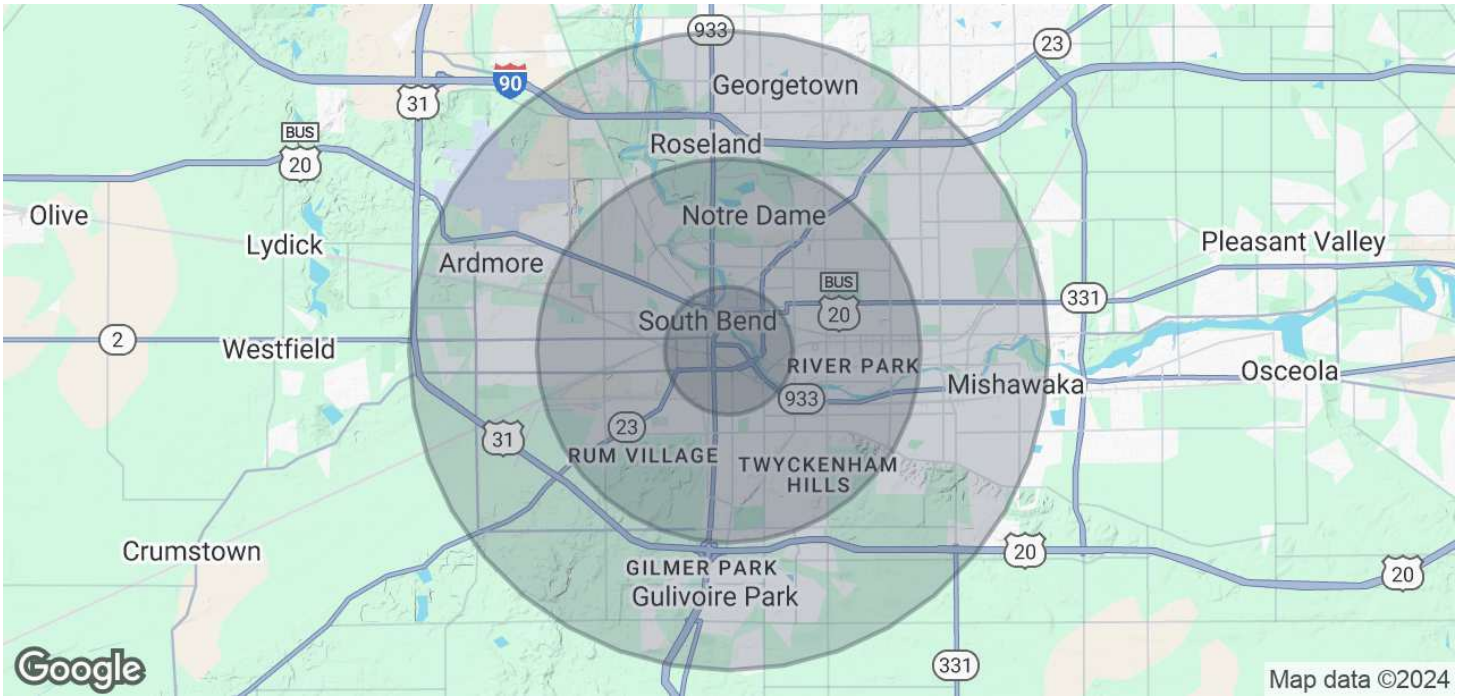 933
23
Georgetown
90
31
BUS
20
Roseland
Olive
Notre Dame
Lydick
Pleasant Valley
Ardmore
BUS
20
331
South Bend
2
Westfield
RIVER PARK
Osceola
Mishawaka
933
23
31
RUM VILLAGE
TWYCKENHAM
HILLS
Crumstown
20
20
GILMER PARK
Gulivoire Park
331
Google
Map data ©2024